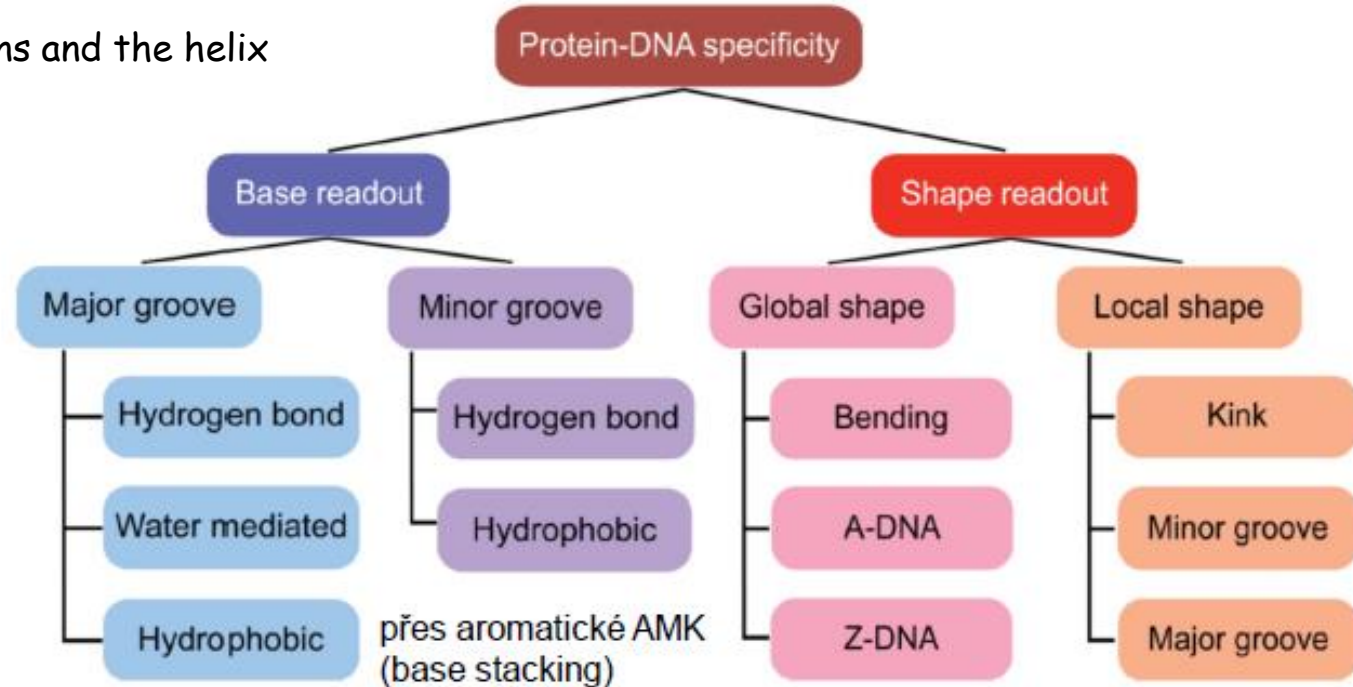 ns and the helix
Protein-DNA specificity
Base readout
Shape readout
Major groove
Minor groove
Global shape
Local shape
Hydrogen bond
Hydrogen bond
Bending
Kink
Water mediated
Hydrophobic
A-DNA
Minor groove
Hydrophobic
přes aromatické AMK
(base stacking)
Z-DNA
Major groove